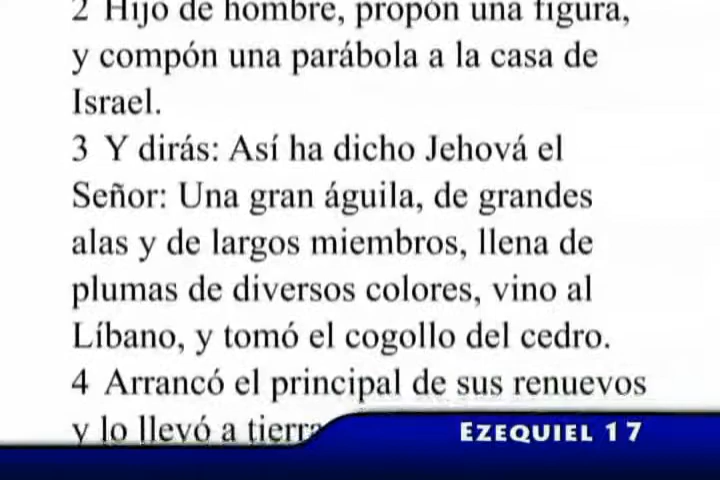 2 Hijo de hombre, propón una figura,
y compón una parábola a la casa de
Israel.
3 Y dirás: Así ha dicho Jehová el
Señor: Una gran águila, de grandes
alas y de largos miembros, llena de
plumas de diversos colores, vino al
Líbano, y tomó el cogollo del cedro.
4 Arrancó el principal de sus renuevos
y lo llevó a tierra
EZEQUIEL 17